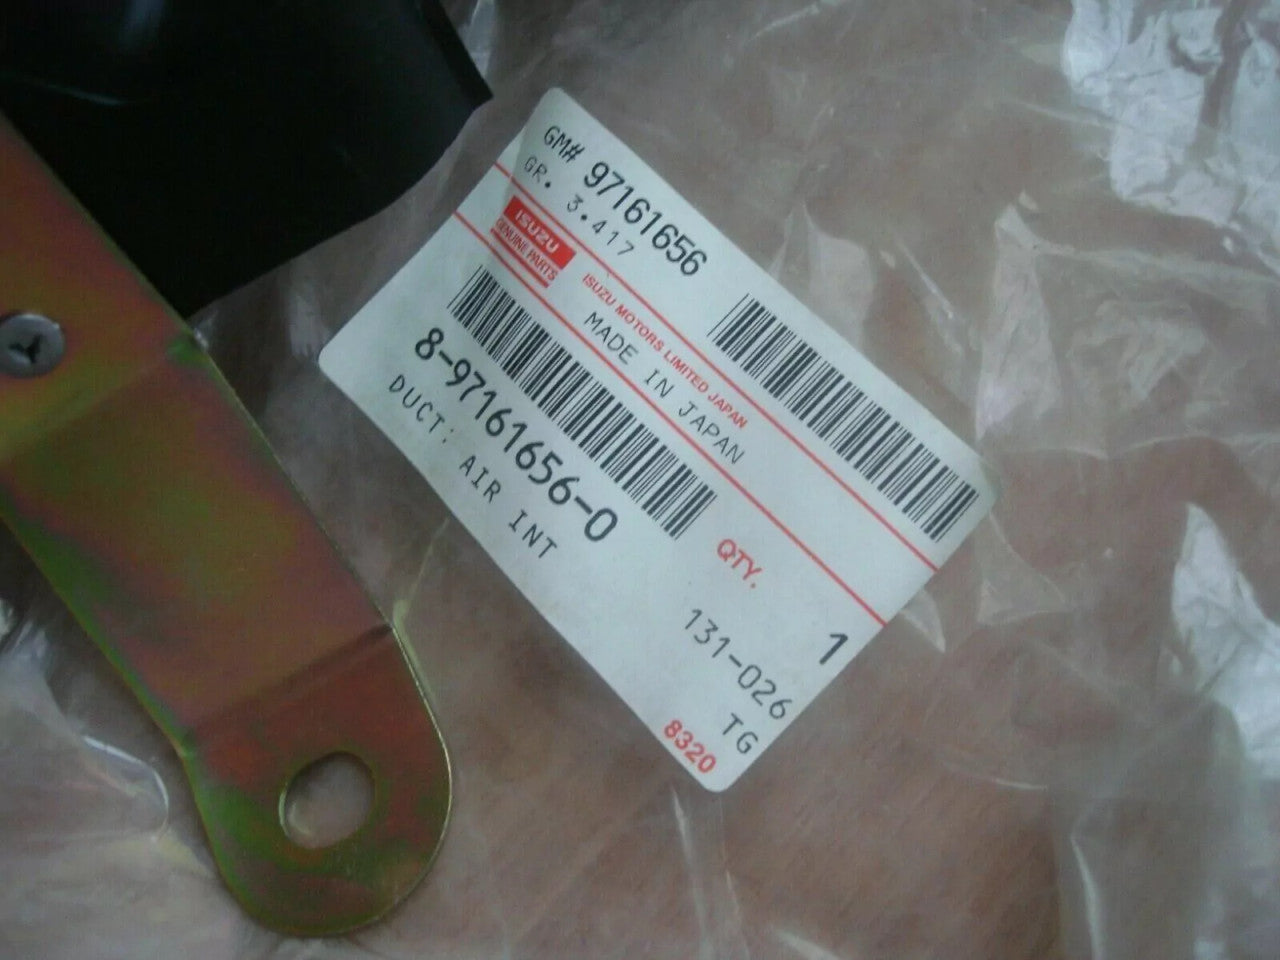 GM# 97161656
GR. 3.417
ISUZU
GENUINE PARTS
ISUZU MOTORS LIMITED JAPAN
MADE IN JAPAN
8-97161656-0
DUCT: AIR INT
QTY. 1
131-026
TG
8320